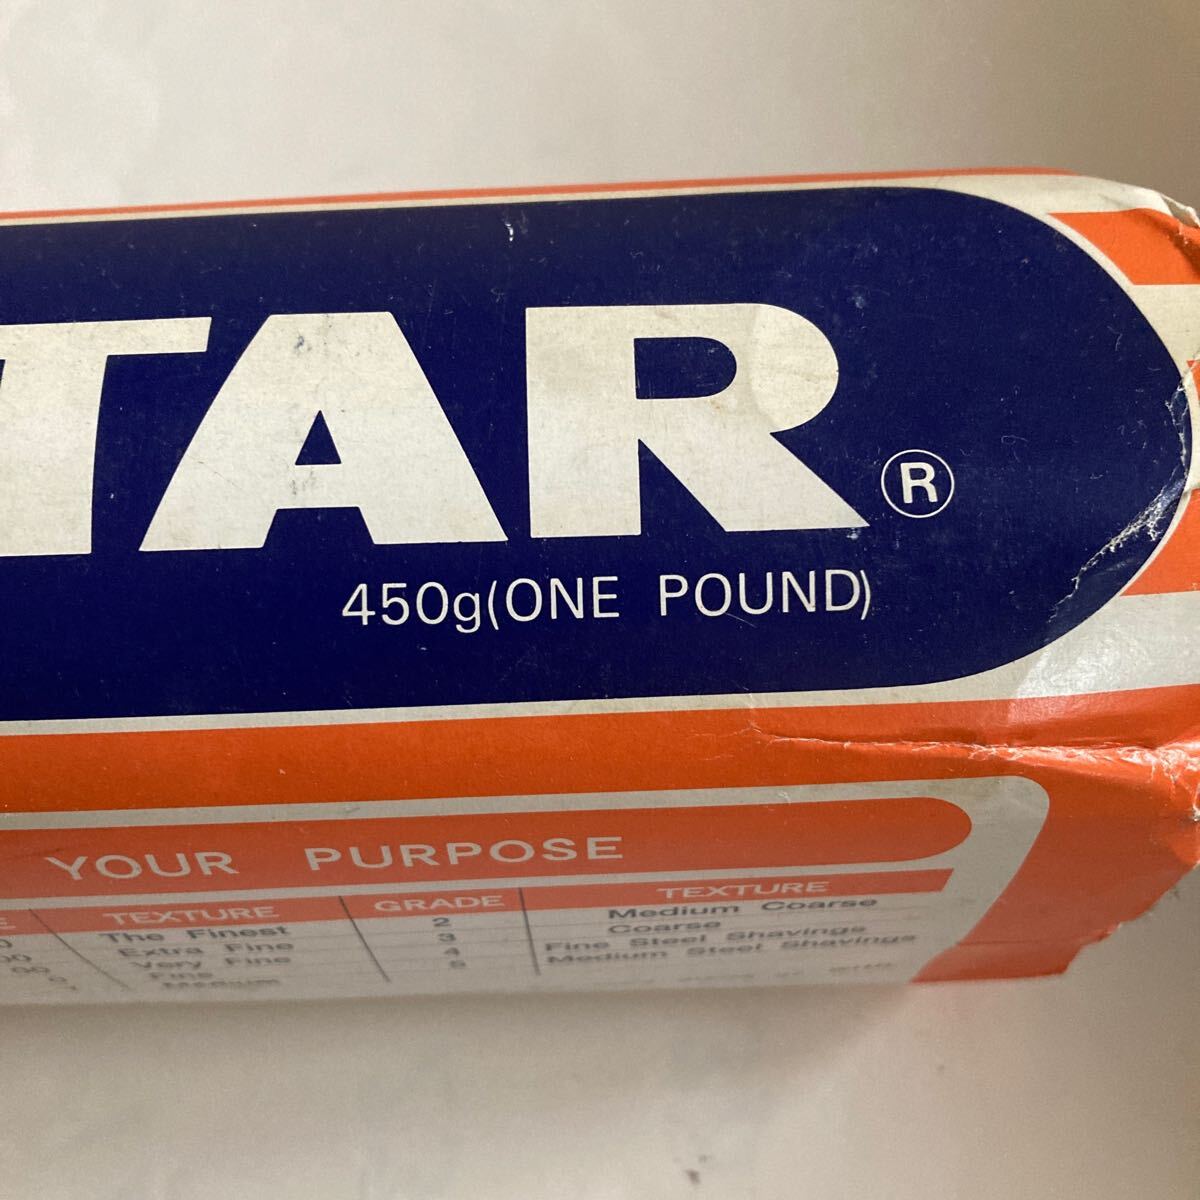 TAR®
450g(ONE POUND)
YOUR PURPOSE
TEXTURE GRADE TEXTURE
The Finest 2 Medium Coarse
Extra Fine 3 Coarse
Very Fine 4 Fine Steel Shavings
Fine 5 Medium Steel Shavings
Medium